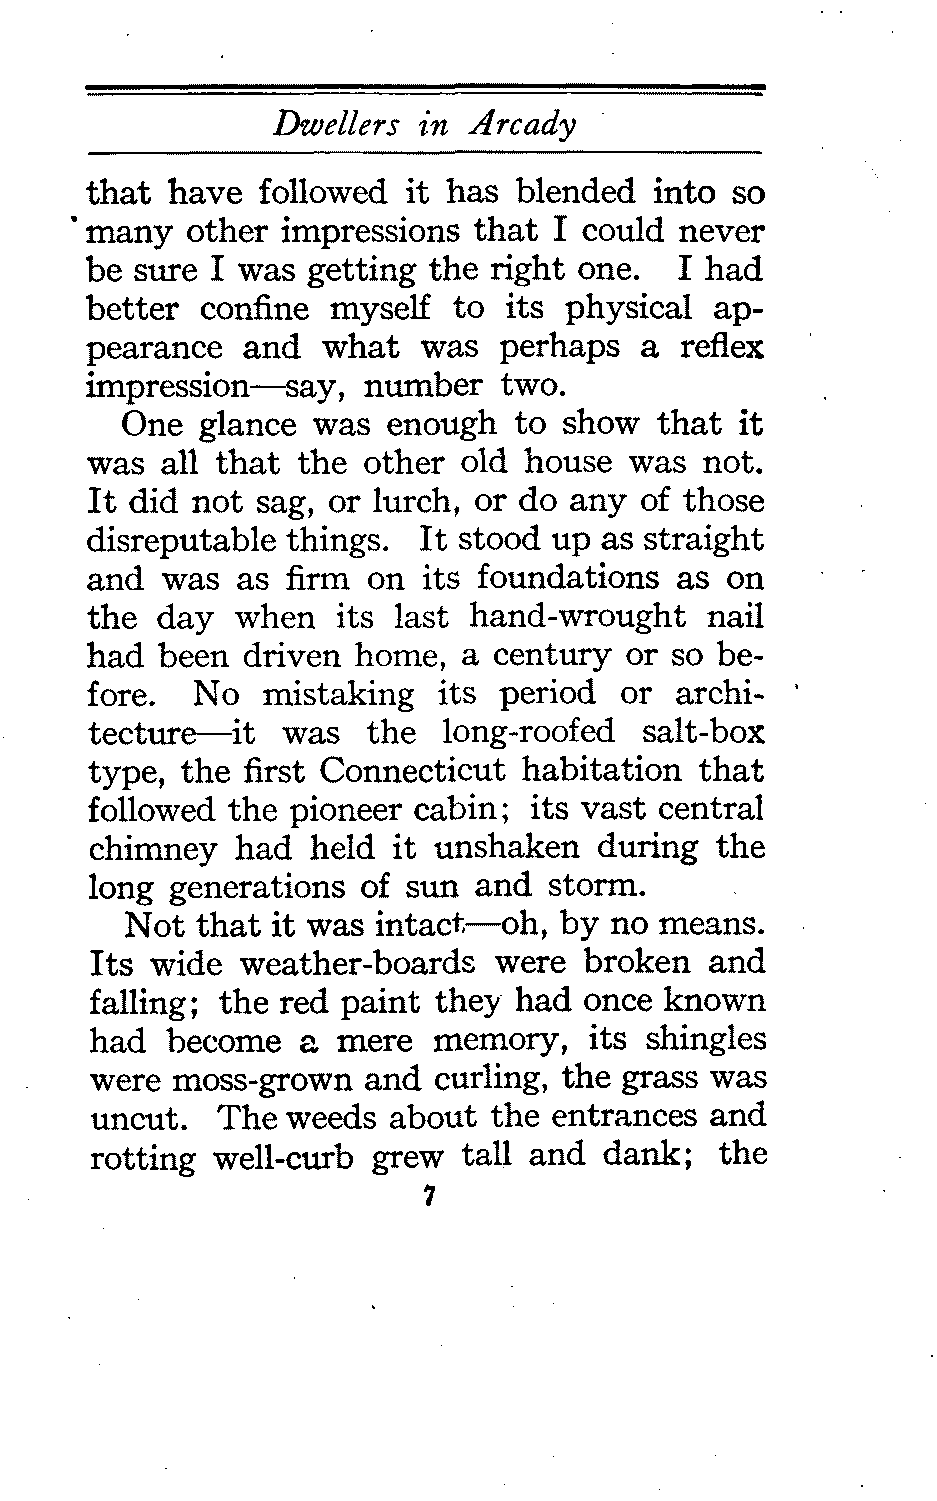 Dwellers in Arcady
that have followed it has blended into so
many other impressions that I could never
be sure I was getting the right one. I had
better confine myself to its physical ap-
pearance and what was perhaps a reflex
impression—say, number two.
One glance was enough to show that it
was all that the other old house was not.
It did not sag, or lurch, or do any of those
disreputable things. It stood up as straight
and was as firm on its foundations as on
the day when its last hand-wrought nail
had been driven home, a century or so be-
fore. No mistaking its period or archi-
tecture—it was the long-roofed salt-box
type, the first Connecticut habitation that
followed the pioneer cabin; its vast central
chimney had held it unshaken during the
long generations of sun and storm.
Not that it was intact—oh, by no means.
Its wide weather-boards were broken and
falling; the red paint they had once known
had become a mere memory, its shingles
were moss-grown and curling, the grass was
uncut. The weeds about the entrances and
rotting well-curb grew tall and dank; the
7